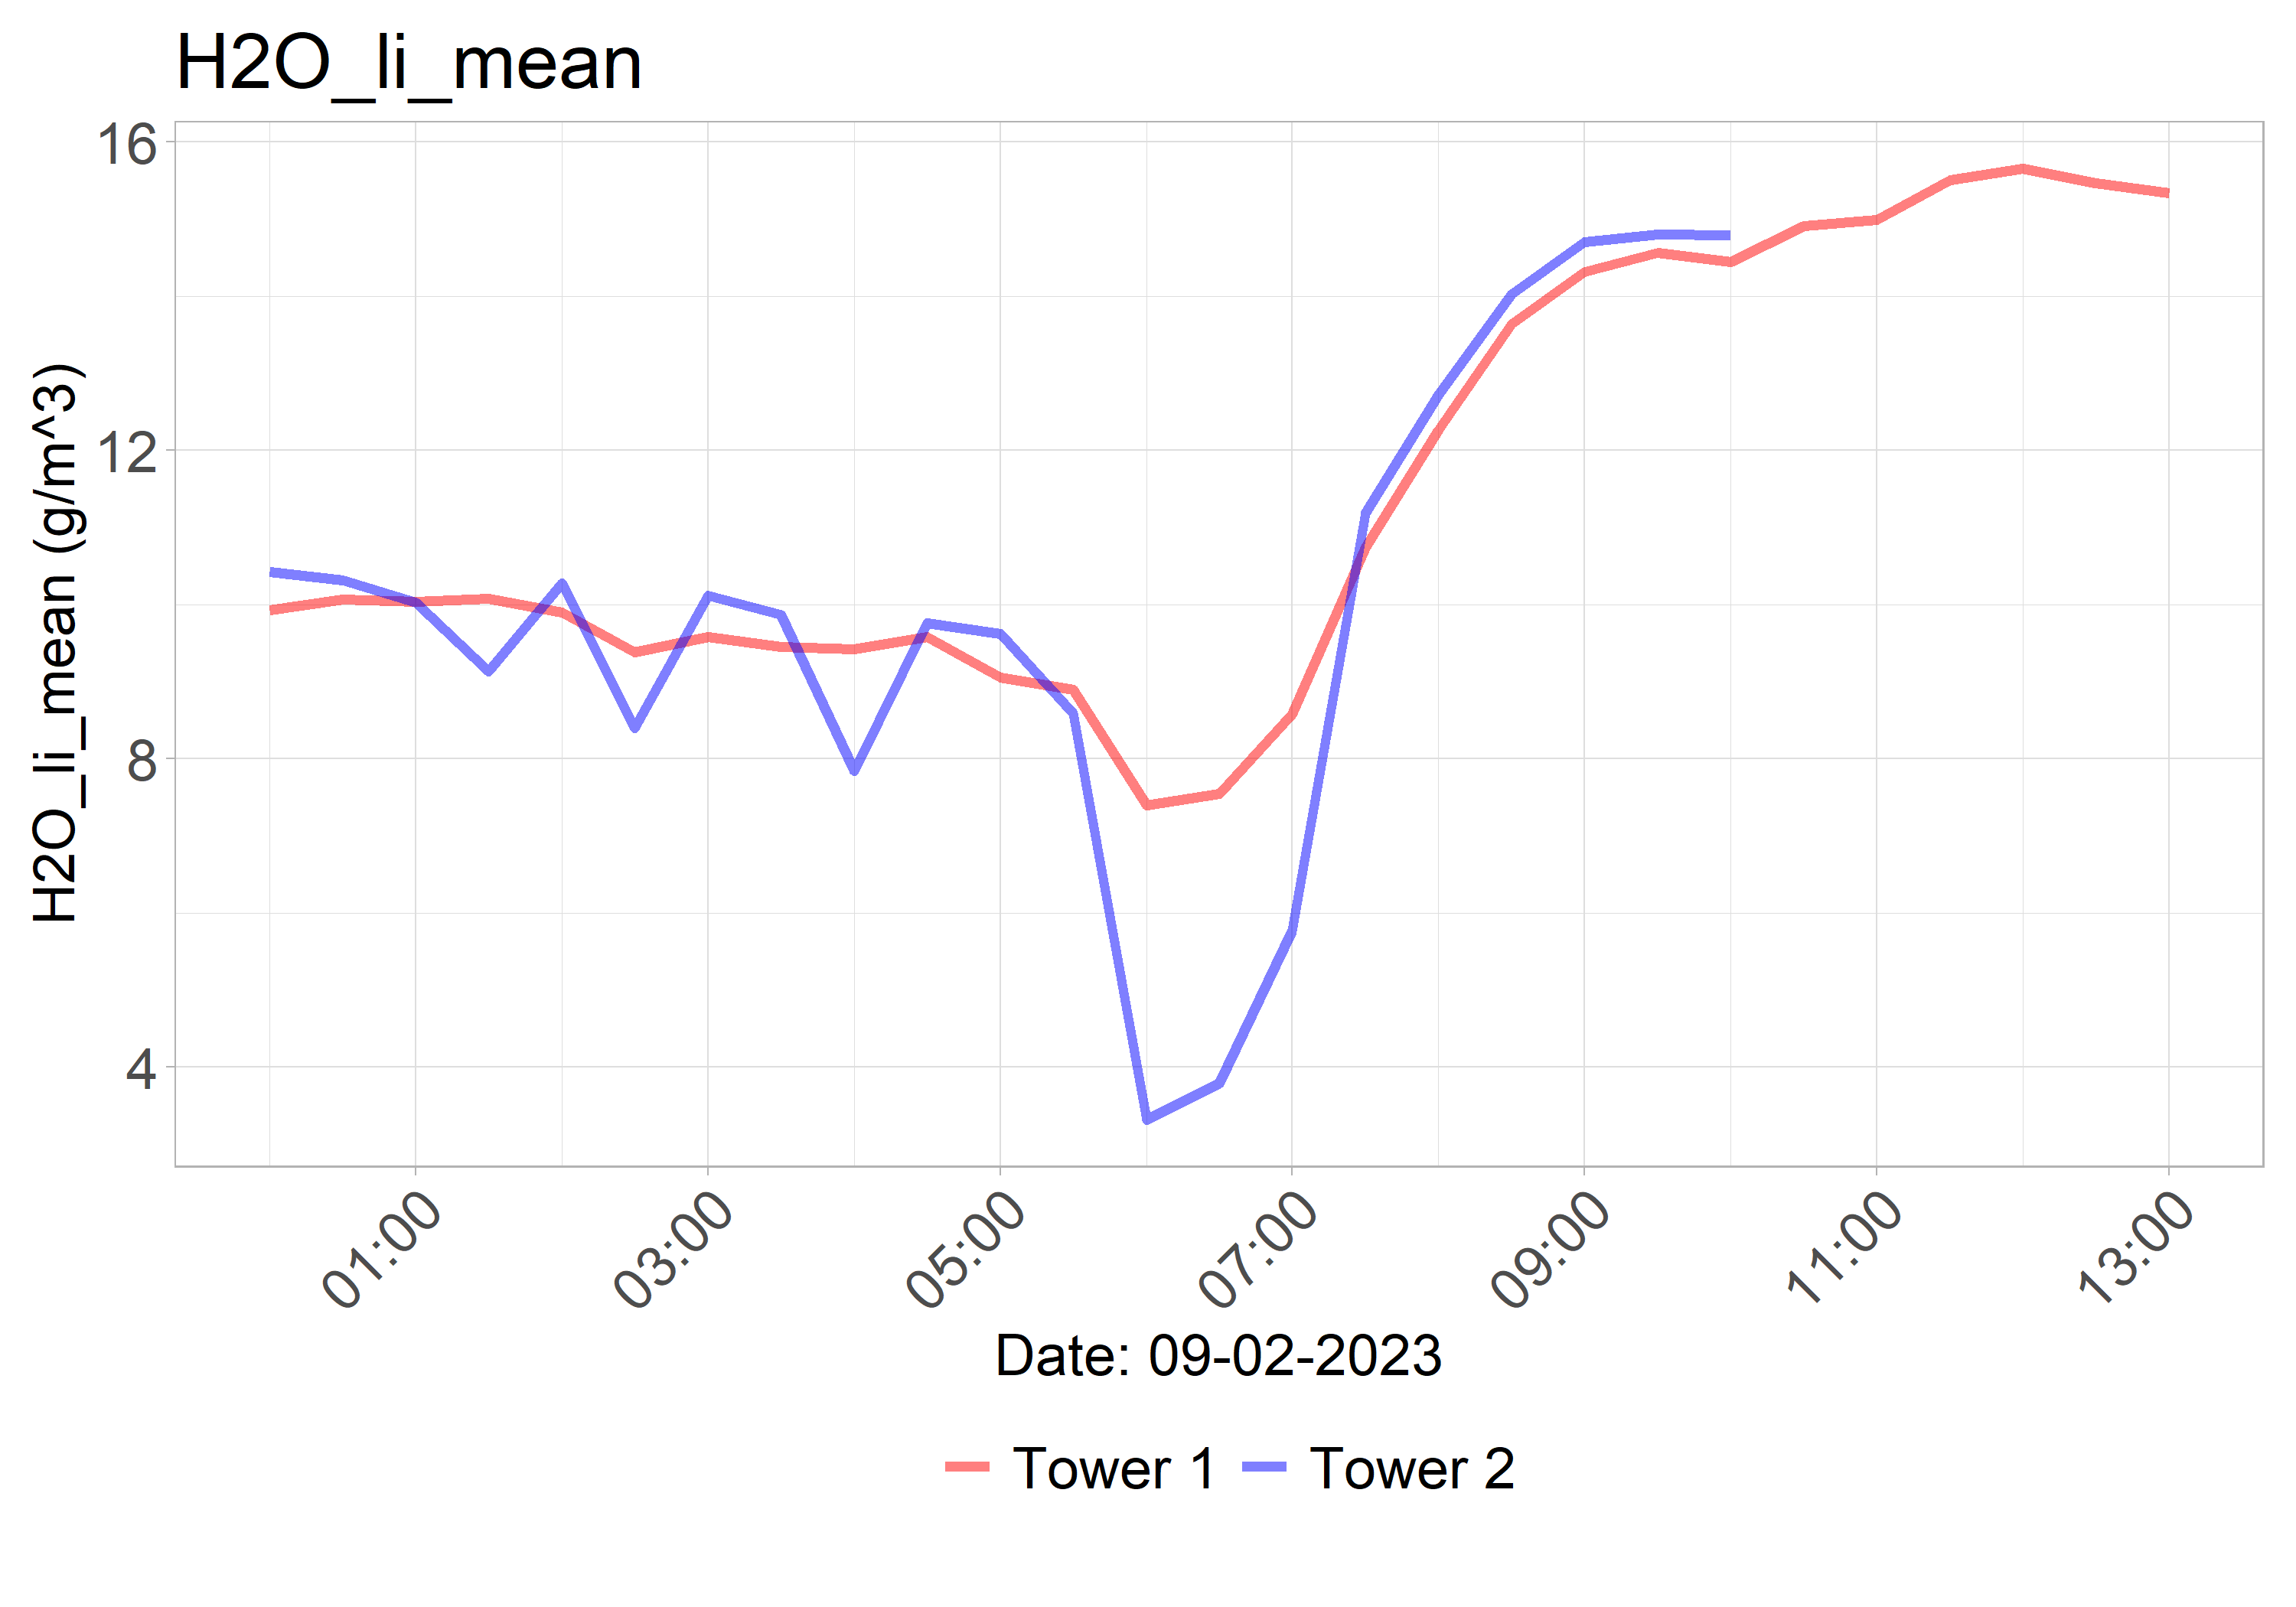 H2O_li_mean
H2O_li_mean (g/m^3)
16
12
8
4
01:00 03:00 05:00 07:00 09:00 11:00 13:00
Date: 09-02-2023
Tower 1 Tower 2